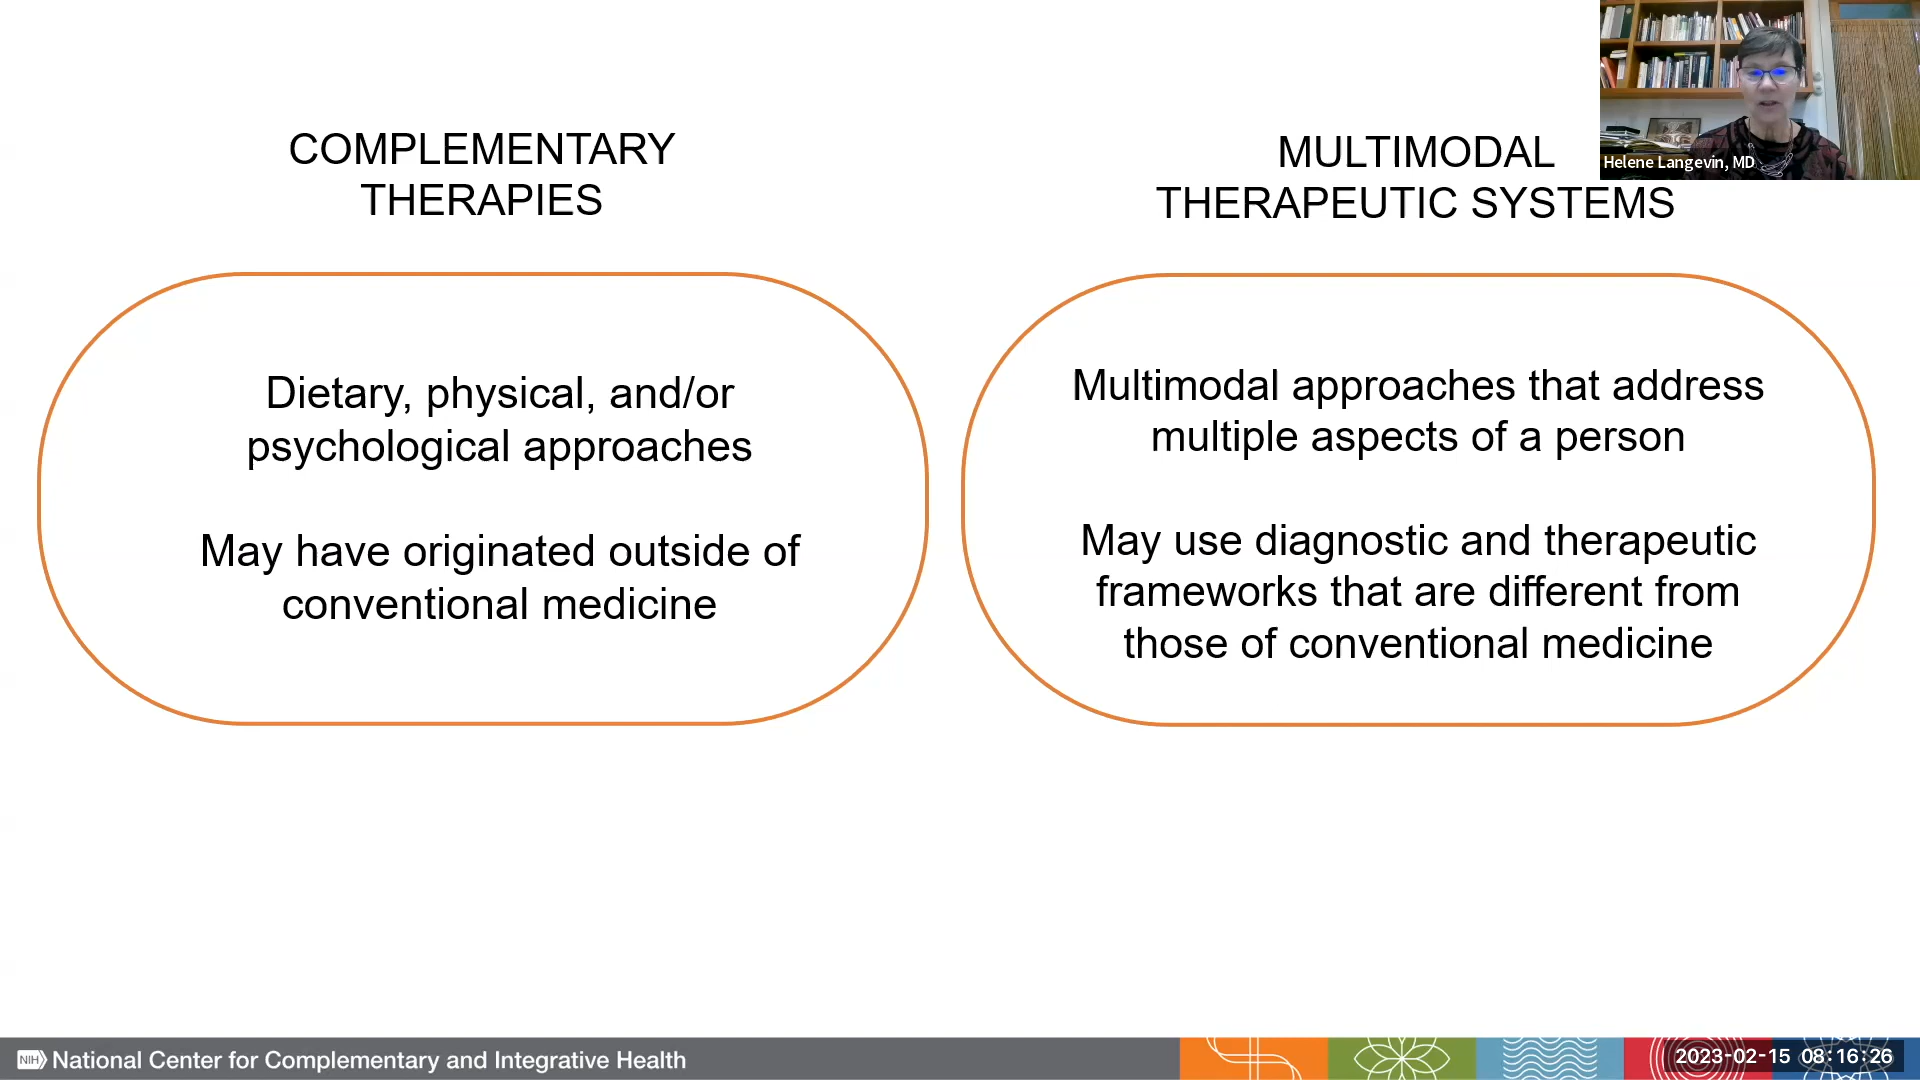 COMPLEMENTARY
THERAPIES
Dietary, physical, and/or
psychological approaches
May have originated outside of
conventional medicine
MULTIMODAL
THERAPEUTIC SYSTEMS
Multimodal approaches that address
multiple aspects of a person
May use diagnostic and therapeutic
frameworks that are different from
those of conventional medicine
Helene Langevin, MD
NIH National Center for Complementary and Integrative Health
2023-02-15 08:16:26